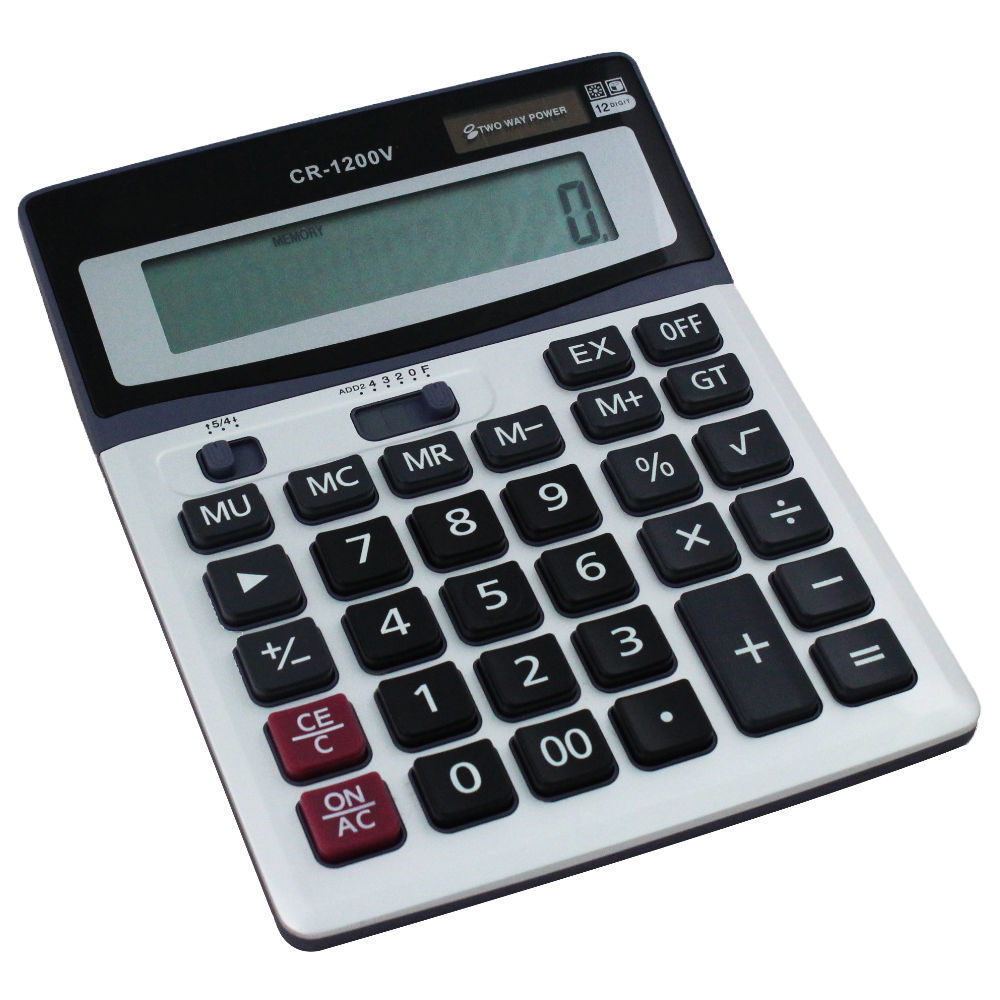 TWO WAY POWER
12 DIGIT
CR-1200V
MEMORY
0.
ADD2 4 3 2 0 F
↑5/4↓
EX OFF
MU MC MR M− M+ GT
▶ 7 8 9 % √
+/− 4 5 6 × ÷
CE/C 1 2 3 + −
ON/AC 0 00 . =